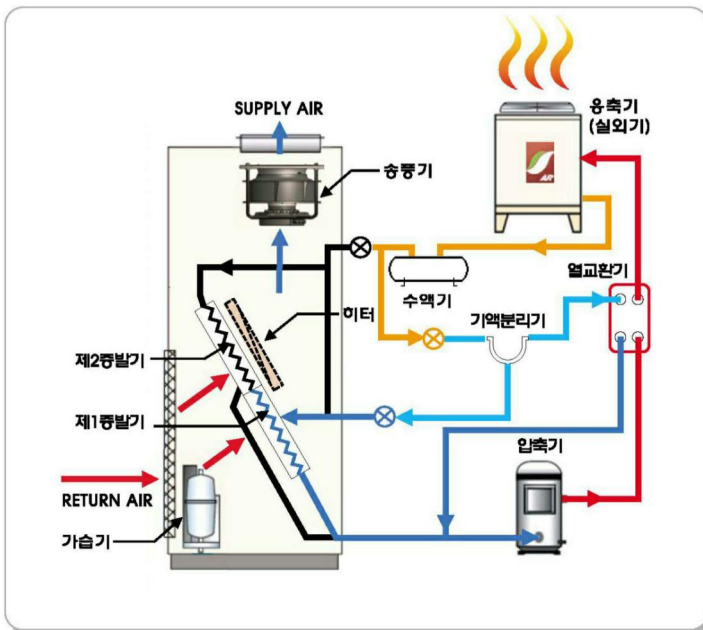 SUPPLY AIR
송풍기
응축기
(실외기)
AR
수액기
열교환기
히터
기액분리기
제2증발기
제1증발기
압축기
RETURN AIR
가습기